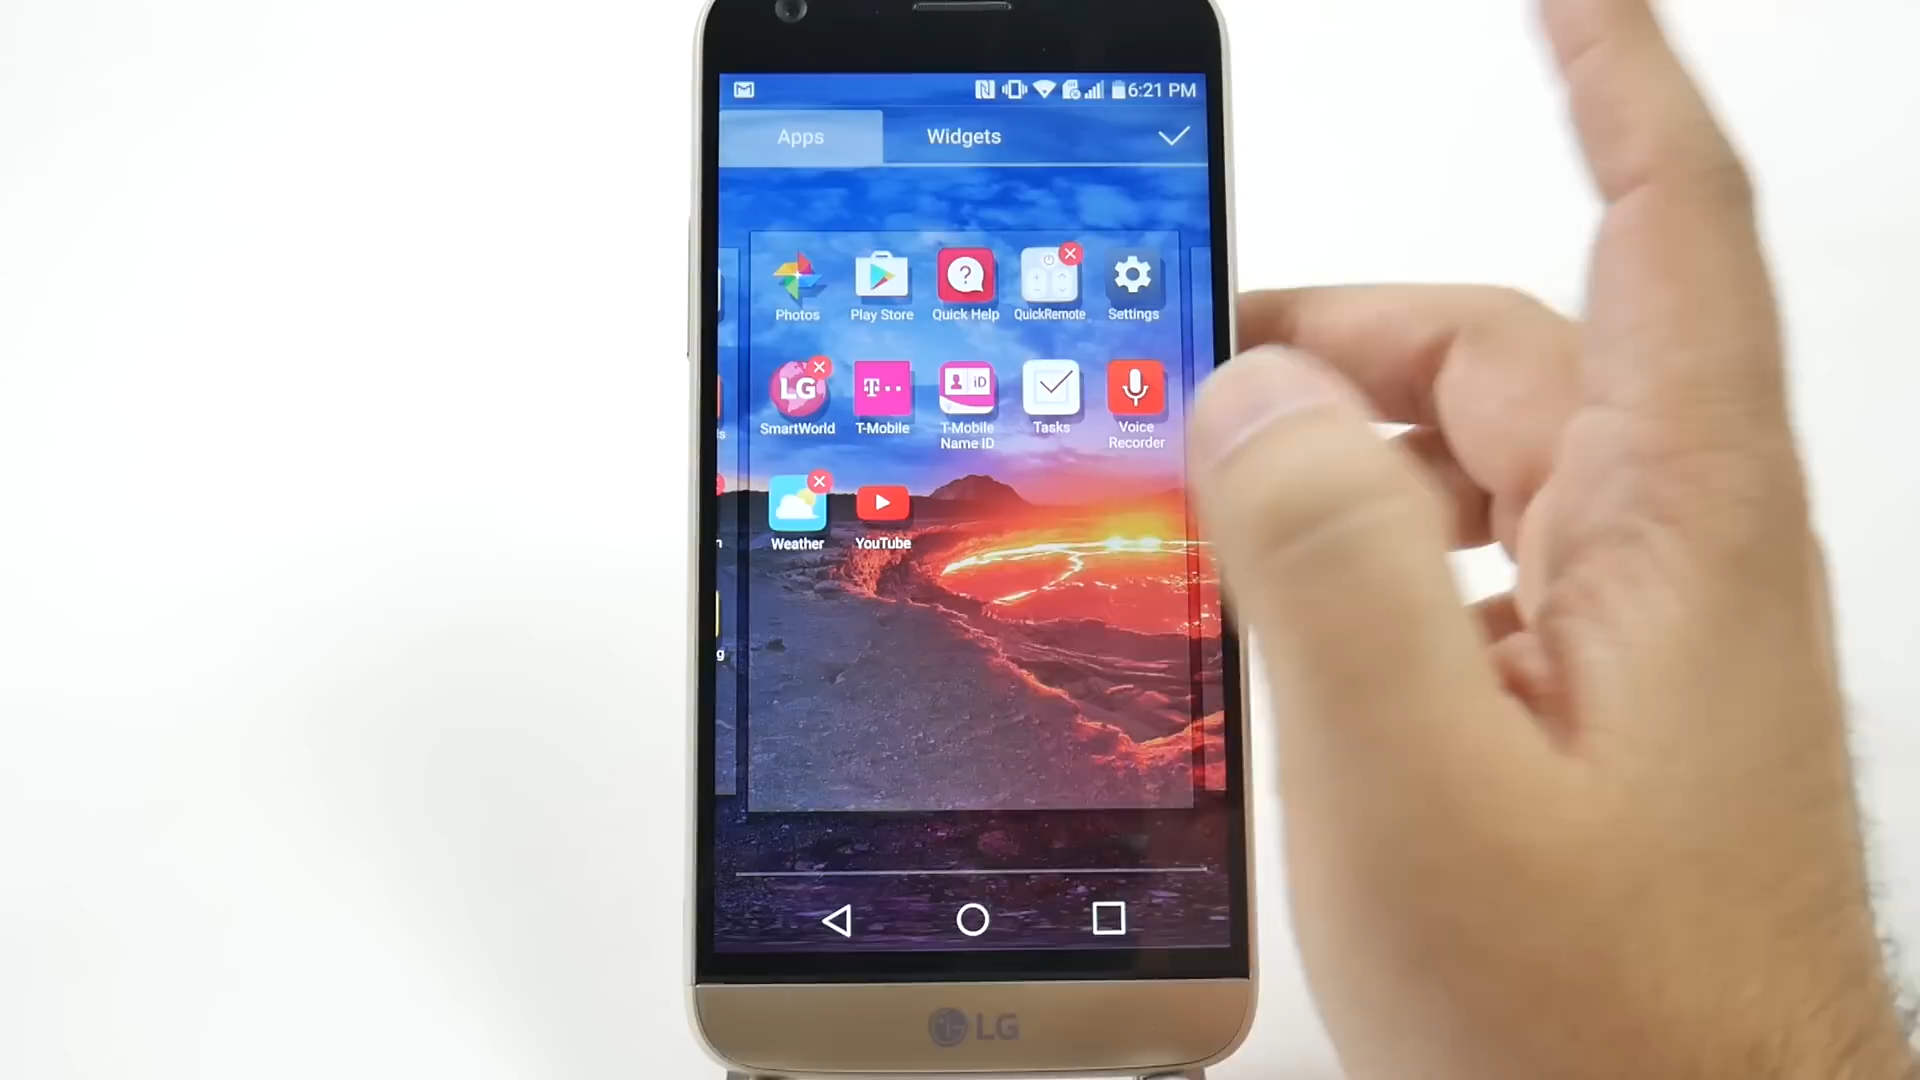 6:21 PM
Apps Widgets
Photos Play Store Quick Help QuickRemote Settings
LG T·· iD
SmartWorld T-Mobile T-Mobile Name ID Tasks Voice Recorder
Weather YouTube
LG